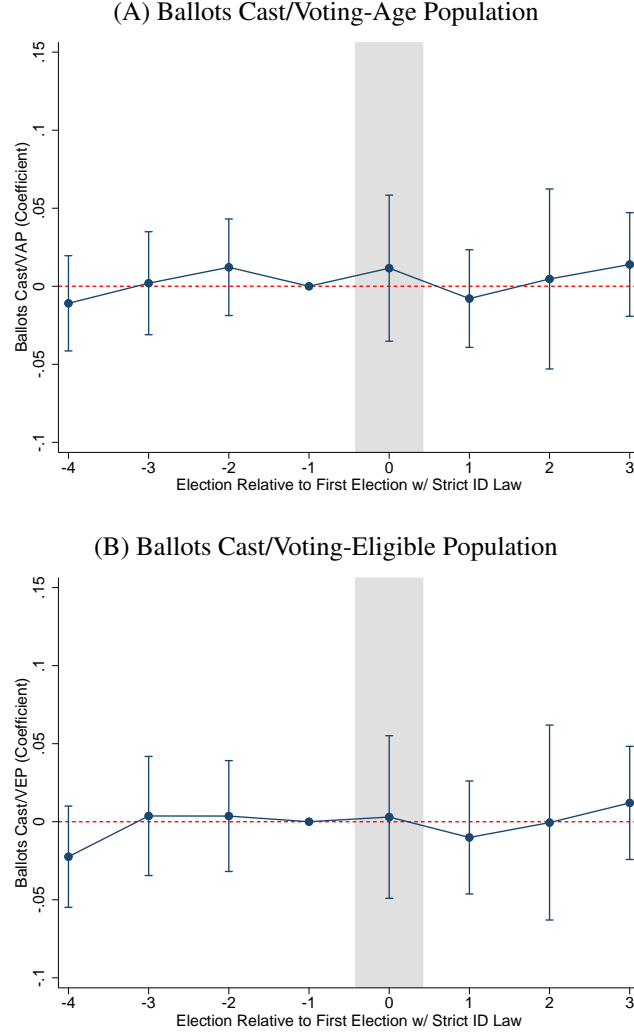 (A) Ballots Cast/Voting-Age Population
Ballots Cast/VAP (Coefficient)
.15
.1
.05
0
-.05
-.1
-4 -3 -2 -1 0 1 2 3
Election Relative to First Election w/ Strict ID Law
(B) Ballots Cast/Voting-Eligible Population
Ballots Cast/VEP (Coefficient)
.15
.1
.05
0
-.05
-.1
-4 -3 -2 -1 0 1 2 3
Election Relative to First Election w/ Strict ID Law